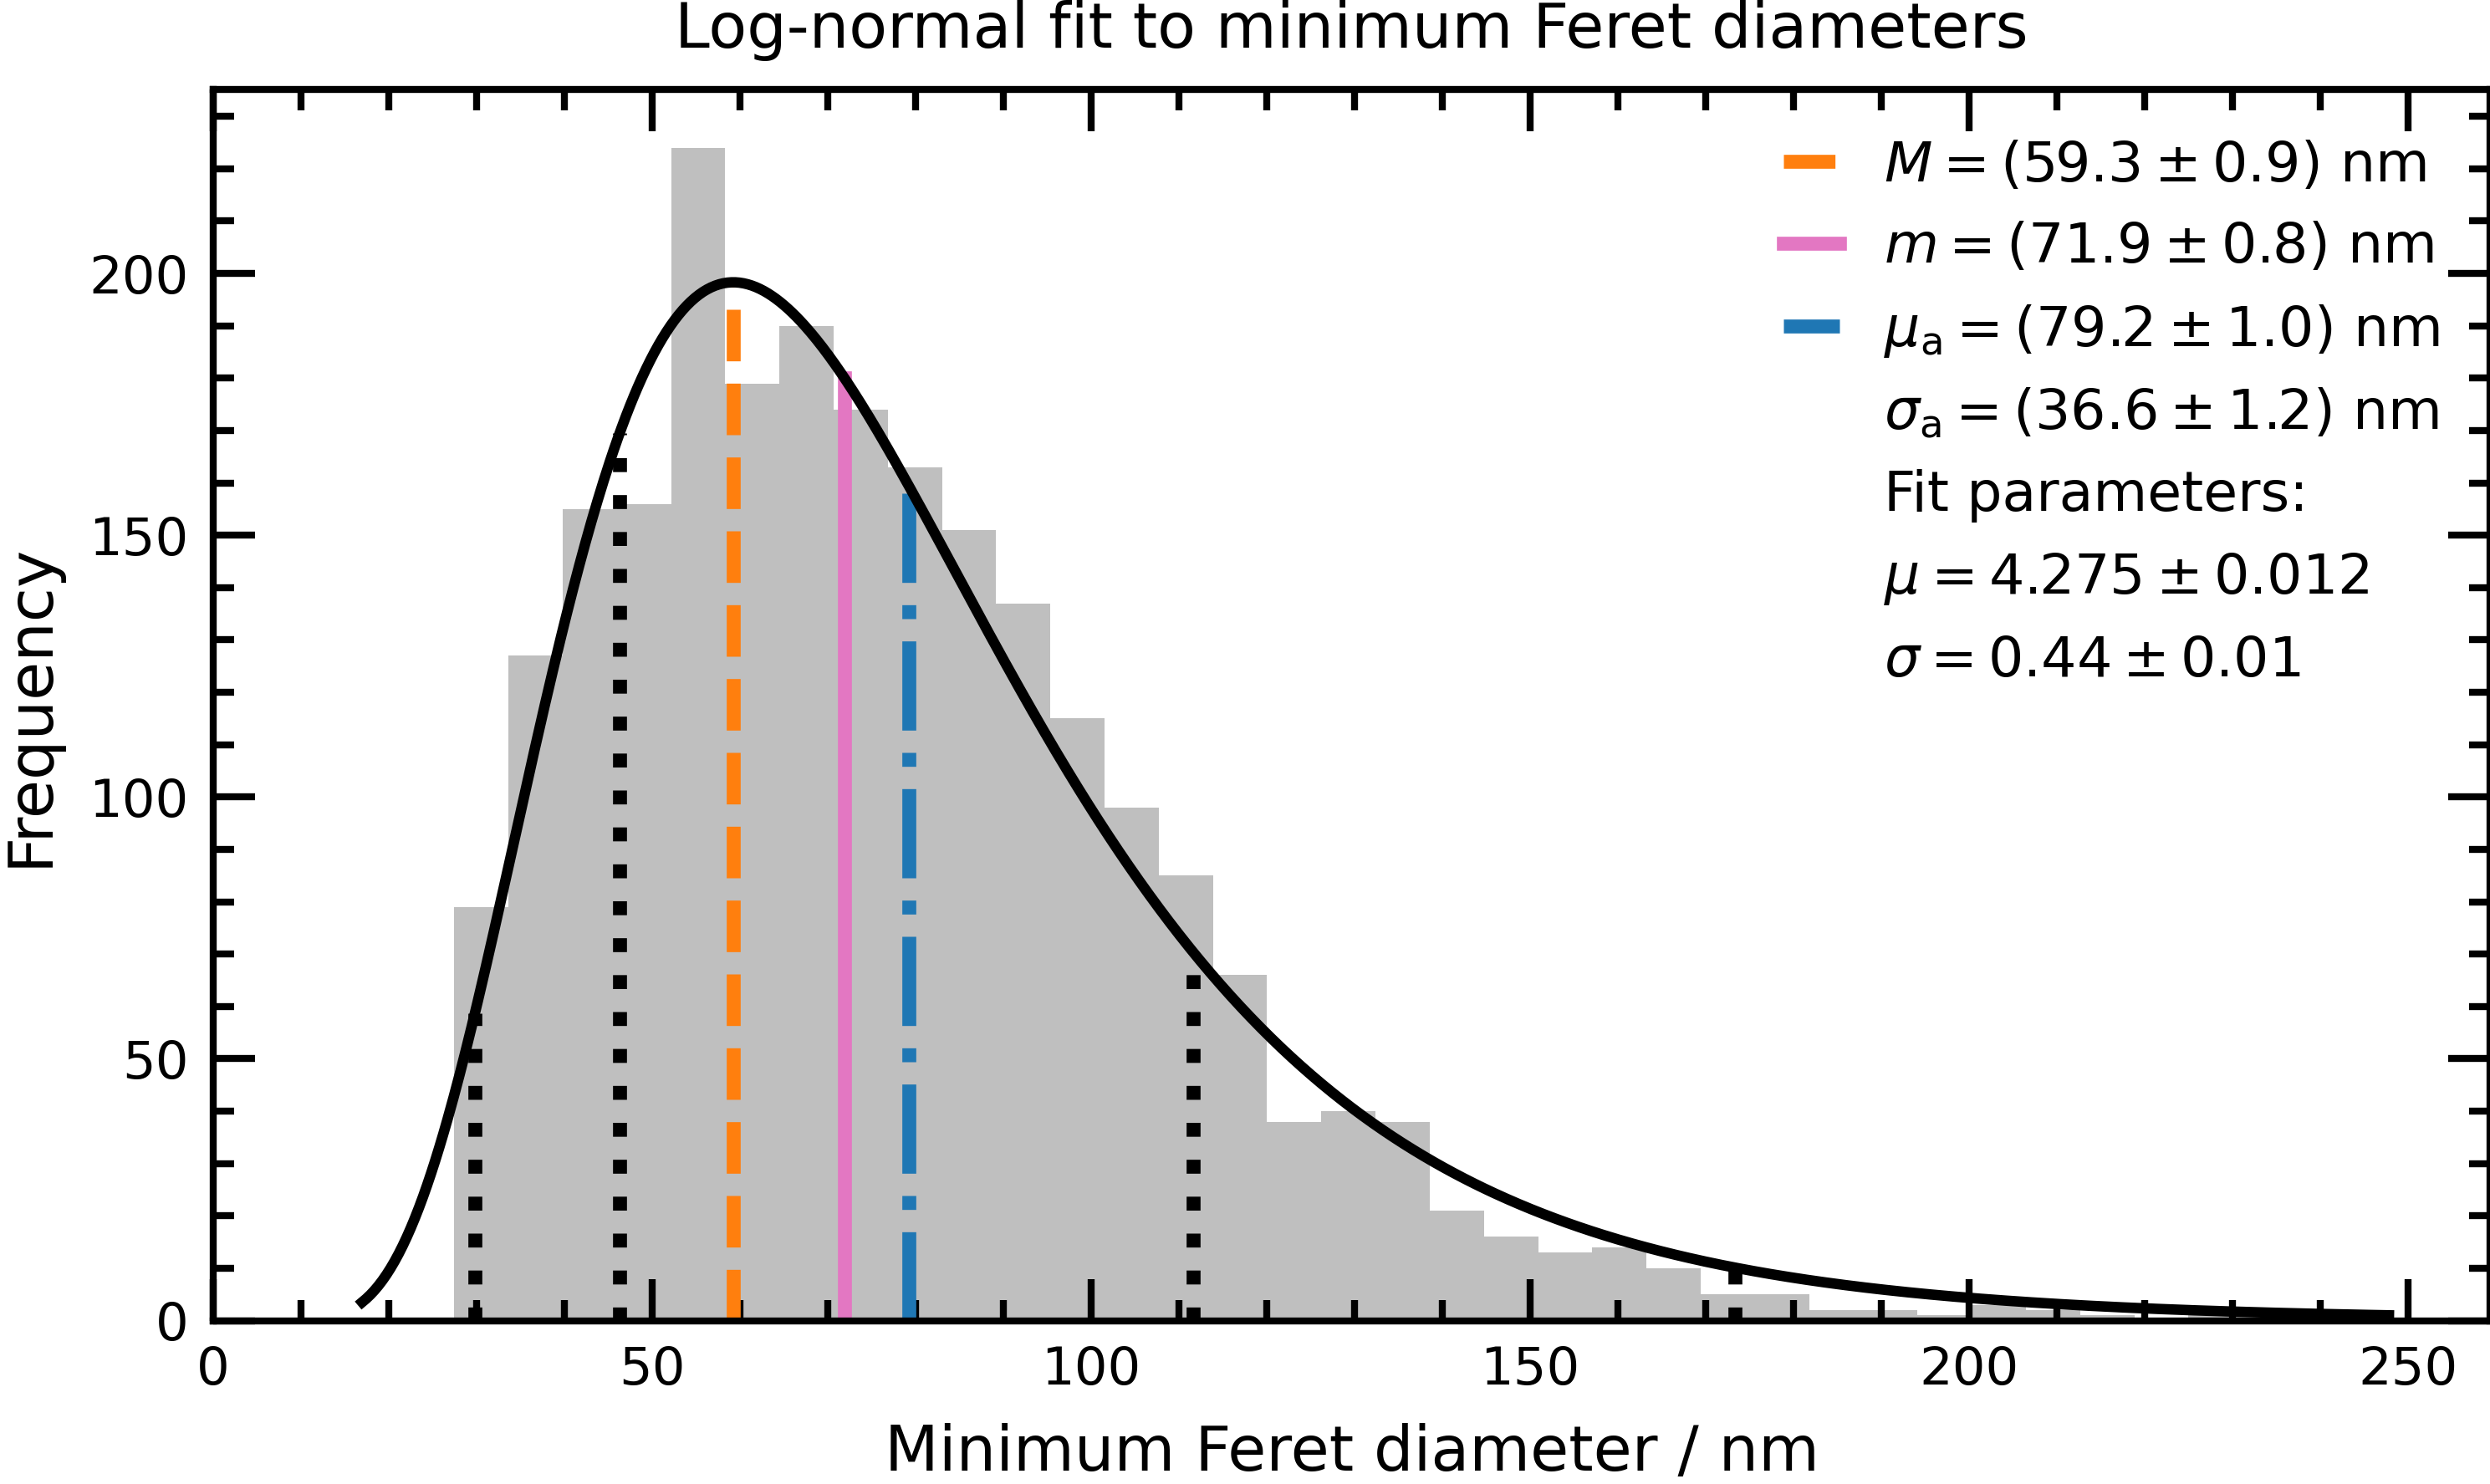 Log-normal fit to minimum Feret diameters
M = (59.3 ± 0.9) nm
m = (71.9 ± 0.8) nm
μa = (79.2 ± 1.0) nm
σa = (36.6 ± 1.2) nm
Fit parameters:
μ = 4.275 ± 0.012
σ = 0.44 ± 0.01
Frequency
200
150
100
50
0
0 50 100 150 200 250
Minimum Feret diameter / nm